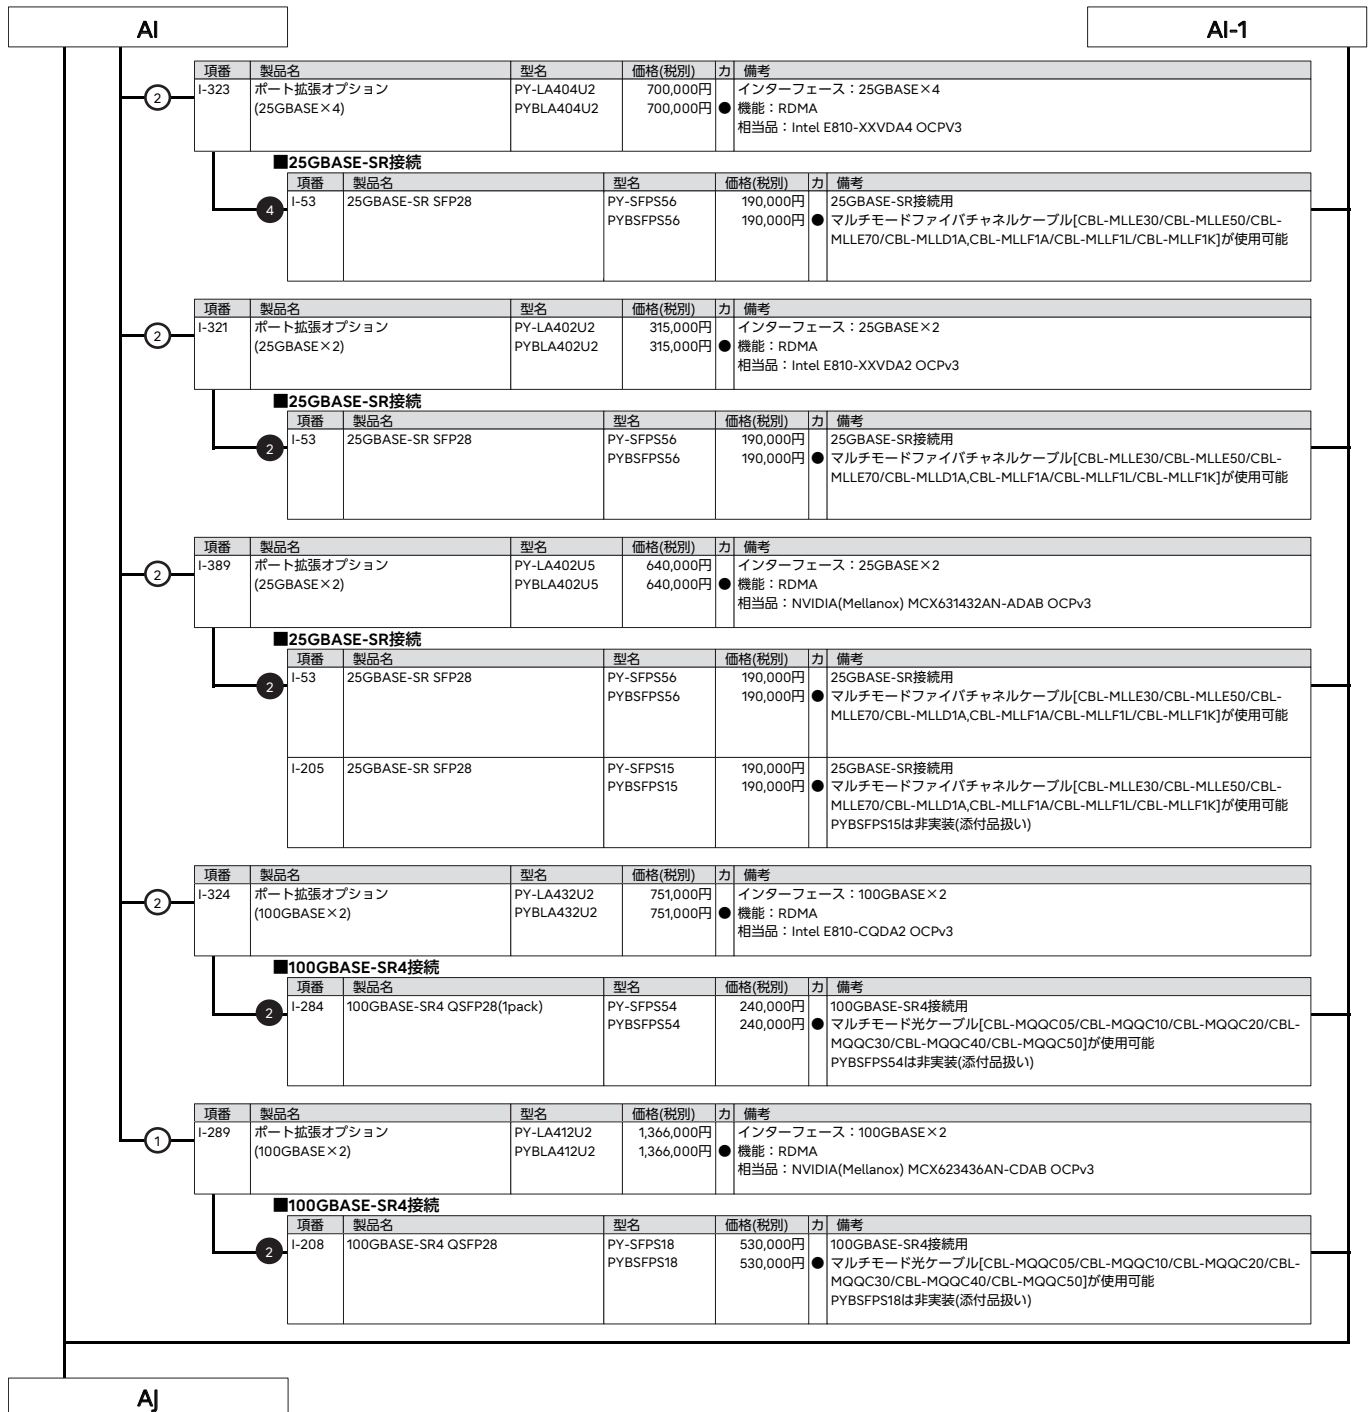 AI
AI-1
項番 製品名 型名 価格(税別) カ 備考
2 I-323 ポート拡張オプション PY-LA404U2 700,000円 インターフェース：25GBASE×4
(25GBASE×4) PYBLA404U2 700,000円 ● 機能：RDMA
相当品：Intel E810-XXVDA4 OCPV3
■25GBASE-SR接続
項番 製品名 型名 価格(税別) カ 備考
4 I-53 25GBASE-SR SFP28 PY-SFPS56 190,000円 25GBASE-SR接続用
PYBSFPS56 190,000円 ● マルチモードファイバチャネルケーブル[CBL-MLLE30/CBL-MLLE50/CBL-
MLLE70/CBL-MLLD1A,CBL-MLLF1A/CBL-MLLF1L/CBL-MLLF1K]が使用可能
項番 製品名 型名 価格(税別) カ 備考
2 I-321 ポート拡張オプション PY-LA402U2 315,000円 インターフェース：25GBASE×2
(25GBASE×2) PYBLA402U2 315,000円 ● 機能：RDMA
相当品：Intel E810-XXVDA2 OCPv3
■25GBASE-SR接続
項番 製品名 型名 価格(税別) カ 備考
2 I-53 25GBASE-SR SFP28 PY-SFPS56 190,000円 25GBASE-SR接続用
PYBSFPS56 190,000円 ● マルチモードファイバチャネルケーブル[CBL-MLLE30/CBL-MLLE50/CBL-
MLLE70/CBL-MLLD1A,CBL-MLLF1A/CBL-MLLF1L/CBL-MLLF1K]が使用可能
項番 製品名 型名 価格(税別) カ 備考
2 I-389 ポート拡張オプション PY-LA402U5 640,000円 インターフェース：25GBASE×2
(25GBASE×2) PYBLA402U5 640,000円 ● 機能：RDMA
相当品：NVIDIA(Mellanox) MCX631432AN-ADAB OCPv3
■25GBASE-SR接続
項番 製品名 型名 価格(税別) カ 備考
2 I-53 25GBASE-SR SFP28 PY-SFPS56 190,000円 25GBASE-SR接続用
PYBSFPS56 190,000円 ● マルチモードファイバチャネルケーブル[CBL-MLLE30/CBL-MLLE50/CBL-
MLLE70/CBL-MLLD1A,CBL-MLLF1A/CBL-MLLF1L/CBL-MLLF1K]が使用可能
I-205 25GBASE-SR SFP28 PY-SFPS15 190,000円 25GBASE-SR接続用
PYBSFPS15 190,000円 ● マルチモードファイバチャネルケーブル[CBL-MLLE30/CBL-MLLE50/CBL-
MLLE70/CBL-MLLD1A,CBL-MLLF1A/CBL-MLLF1L/CBL-MLLF1K]が使用可能
PYBSFPS15は非実装(添付品扱い)
項番 製品名 型名 価格(税別) カ 備考
2 I-324 ポート拡張オプション PY-LA432U2 751,000円 インターフェース：100GBASE×2
(100GBASE×2) PYBLA432U2 751,000円 ● 機能：RDMA
相当品：Intel E810-CQDA2 OCPv3
■100GBASE-SR4接続
項番 製品名 型名 価格(税別) カ 備考
2 I-284 100GBASE-SR4 QSFP28(1pack) PY-SFPS54 240,000円 100GBASE-SR4接続用
PYBSFPS54 240,000円 ● マルチモード光ケーブル[CBL-MQQC05/CBL-MQQC10/CBL-MQQC20/CBL-
MQQC30/CBL-MQQC40/CBL-MQQC50]が使用可能
PYBSFPS54は非実装(添付品扱い)
項番 製品名 型名 価格(税別) カ 備考
1 I-289 ポート拡張オプション PY-LA412U2 1,366,000円 インターフェース：100GBASE×2
(100GBASE×2) PYBLA412U2 1,366,000円 ● 機能：RDMA
相当品：NVIDIA(Mellanox) MCX623436AN-CDAB OCPv3
■100GBASE-SR4接続
項番 製品名 型名 価格(税別) カ 備考
2 I-208 100GBASE-SR4 QSFP28 PY-SFPS18 530,000円 100GBASE-SR4接続用
PYBSFPS18 530,000円 ● マルチモード光ケーブル[CBL-MQQC05/CBL-MQQC10/CBL-MQQC20/CBL-
MQQC30/CBL-MQQC40/CBL-MQQC50]が使用可能
PYBSFPS18は非実装(添付品扱い)
AJ